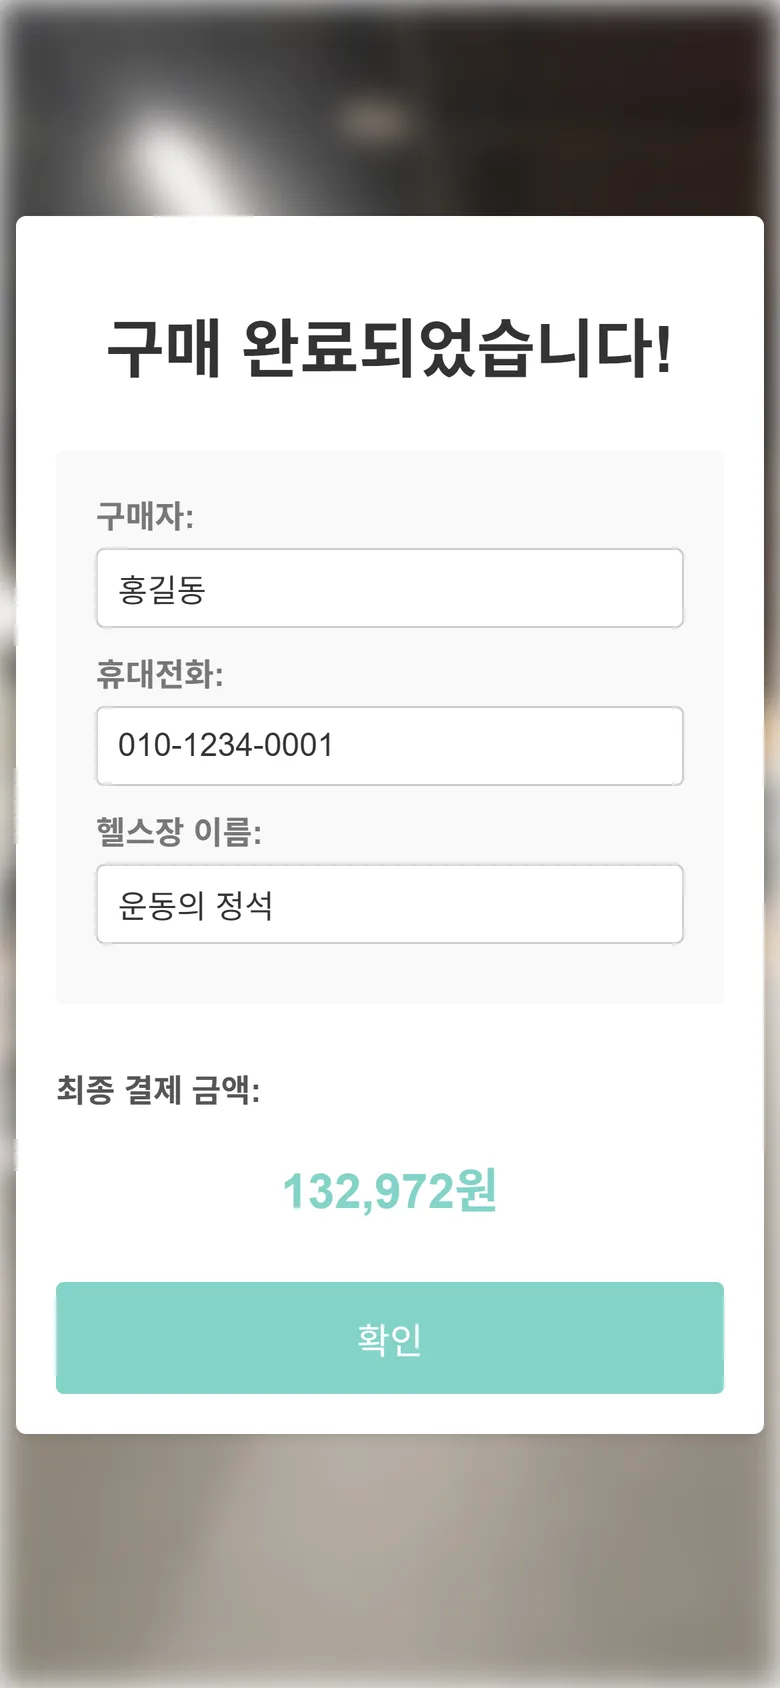 구매 완료되었습니다!
구매자:
홍길동
휴대전화:
010-1234-0001
헬스장 이름:
운동의 정석
최종 결제 금액:
132,972원
확인